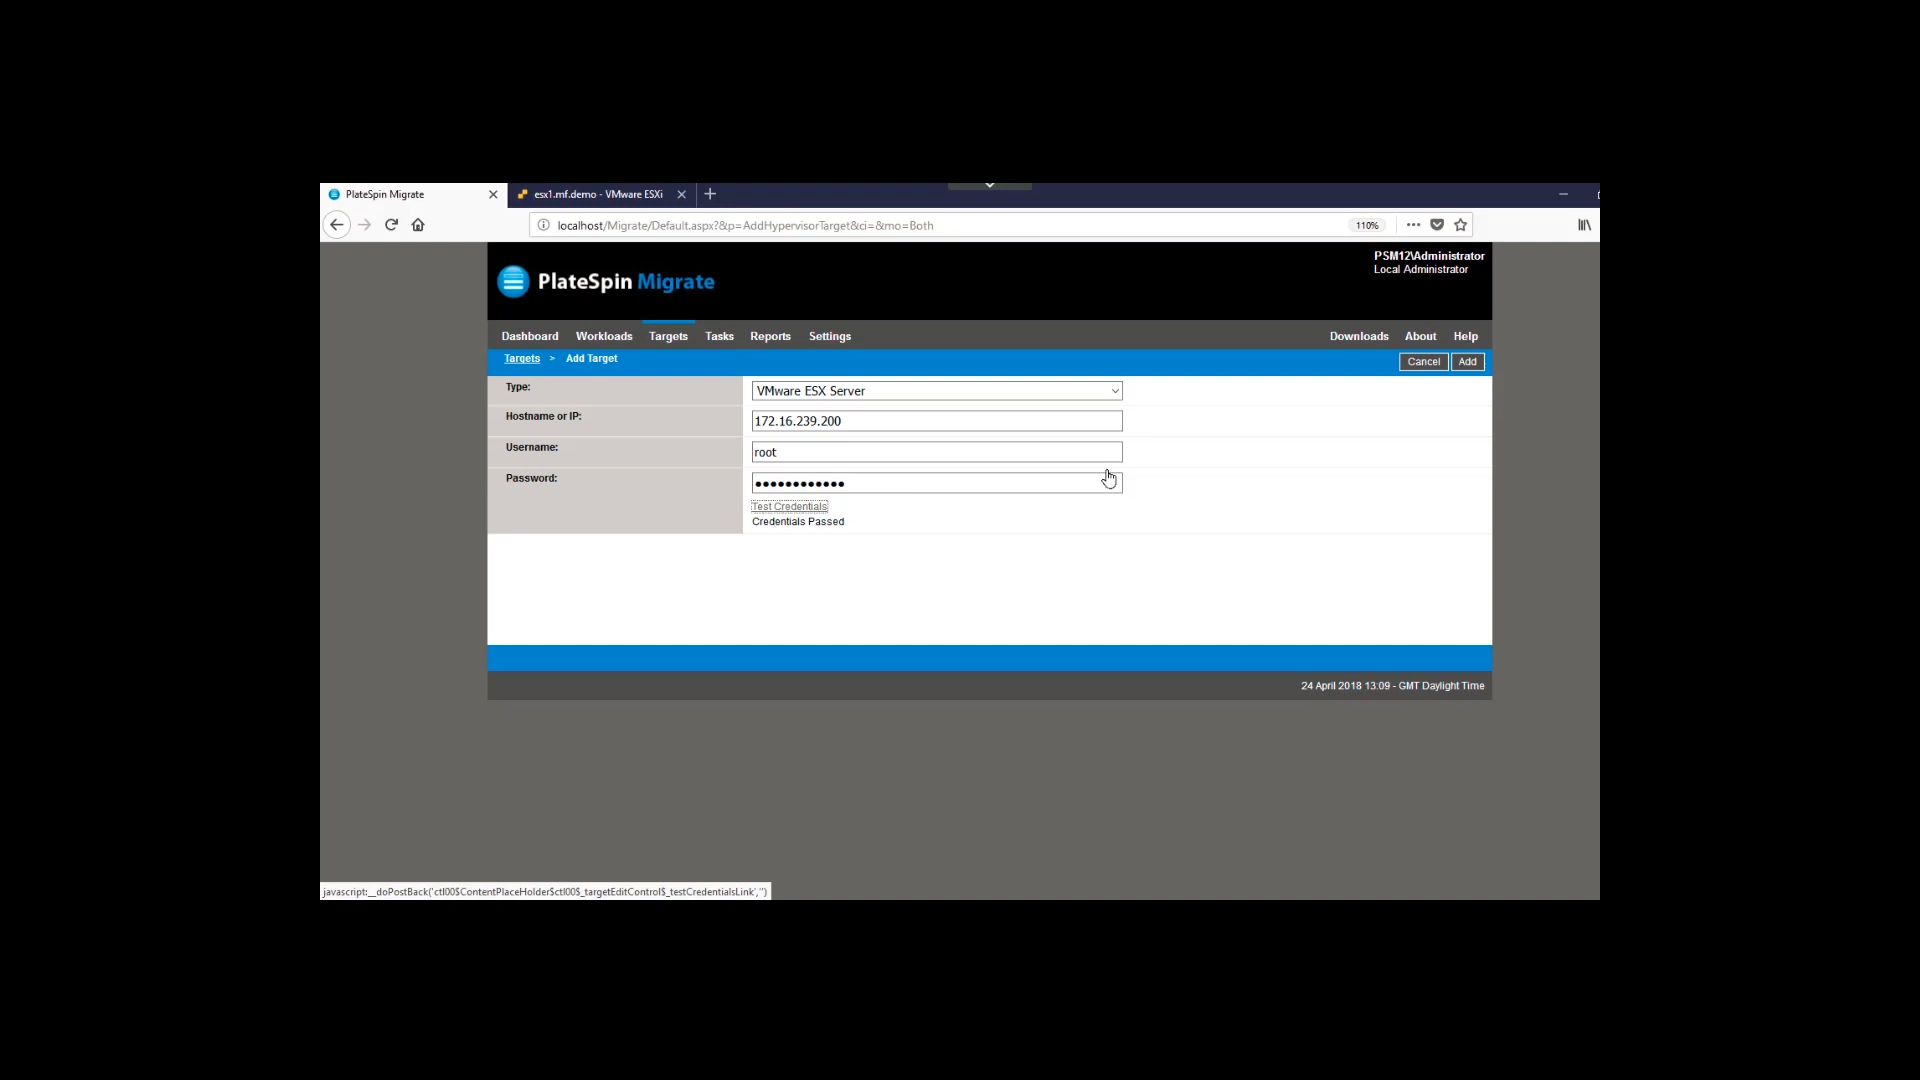 PlateSpin Migrate
esx1.mf.demo - VMware ESXi
localhost/Migrate/Default.aspx?&p=AddHypervisorTarget&ci=&mo=Both
110%
PSM12\Administrator
Local Administrator
PlateSpin Migrate
Dashboard Workloads Targets Tasks Reports Settings Downloads About Help
Targets > Add Target Cancel Add
Type: VMware ESX Server
Hostname or IP: 172.16.239.200
Username: root
Password: ••••••••••••
Test Credentials
Credentials Passed
24 April 2018 13:09 - GMT Daylight Time
javascript:__doPostBack('ctl00$ContentPlaceHolder$ctl00$_targetEditControl$_testCredentialsLink','')